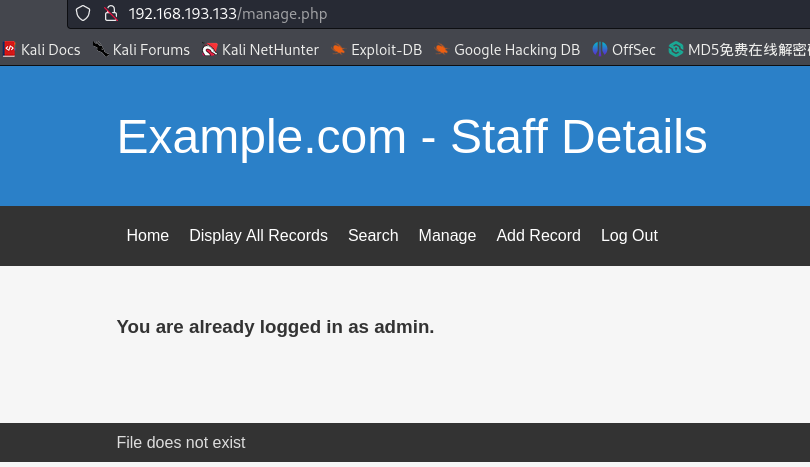 192.168.193.133/manage.php
Kali Docs Kali Forums Kali NetHunter Exploit-DB Google Hacking DB OffSec MD5免费在线解密
Example.com - Staff Details
Home Display All Records Search Manage Add Record Log Out
You are already logged in as admin.
File does not exist